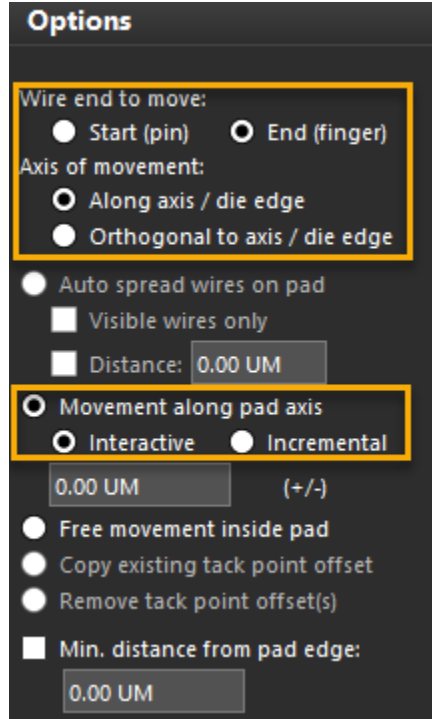 Options
Wire end to move:
Start (pin) End (finger)
Axis of movement:
Along axis / die edge
Orthogonal to axis / die edge
Auto spread wires on pad
Visible wires only
Distance: 0.00 UM
Movement along pad axis
Interactive Incremental
0.00 UM (+/-)
Free movement inside pad
Copy existing tack point offset
Remove tack point offset(s)
Min. distance from pad edge:
0.00 UM